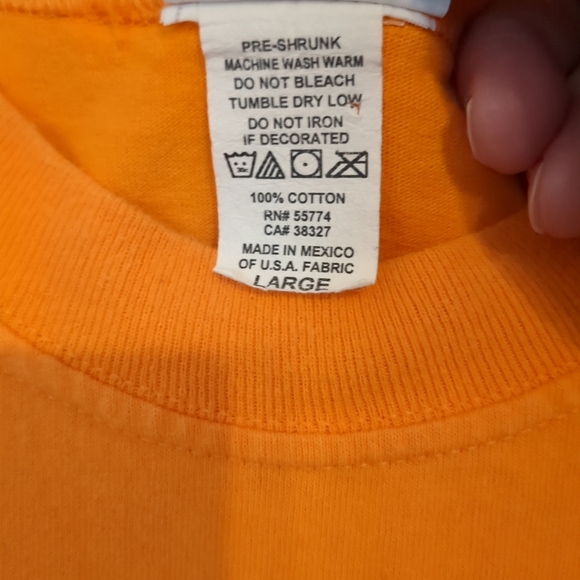 PRE-SHRUNK
MACHINE WASH WARM
DO NOT BLEACH
TUMBLE DRY LOW
DO NOT IRON
IF DECORATED
100% COTTON
RN# 55774
CA# 38327
MADE IN MEXICO
OF U.S.A. FABRIC
LARGE